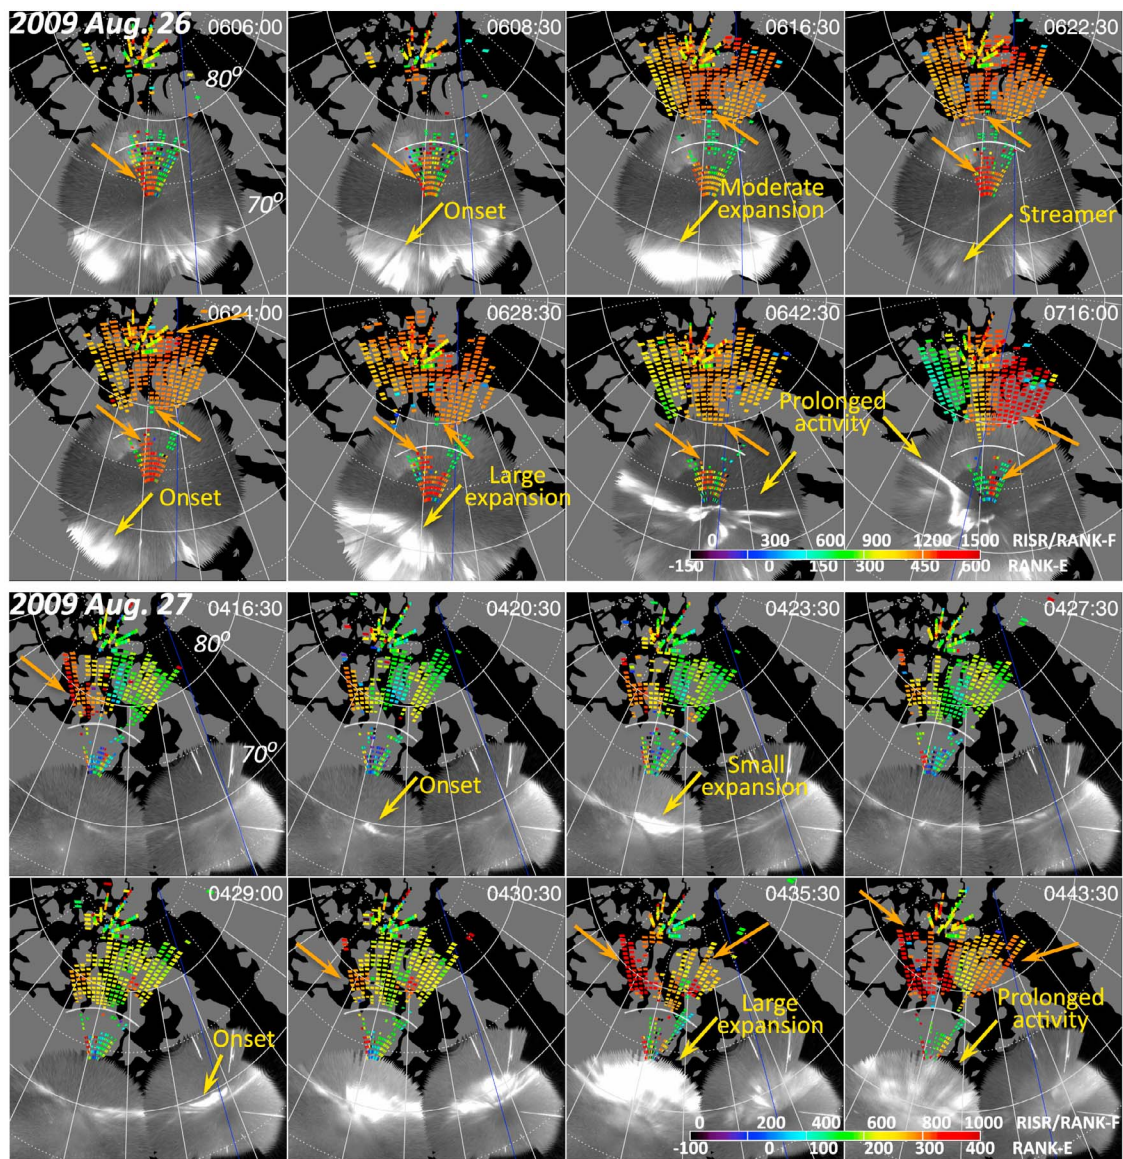 2009 Aug. 26
0606:00
0608:30
0616:30
0622:30
80º
70º
Onset
Moderate
expansion
Streamer
0624:00
0628:30
0642:30
0716:00
Onset
Large
expansion
Prolonged
activity
0 300 600 900 1200 1500 RISR/RANK-F
-150 0 150 300 450 600 RANK-E
2009 Aug. 27
0416:30
0420:30
0423:30
0427:30
80º
70º
Onset
Small
expansion
0429:00
0430:30
0435:30
0443:30
Onset
Large
expansion
Prolonged
activity
0 200 400 600 800 1000 RISR/RANK-F
-100 0 100 200 300 400 RANK-E